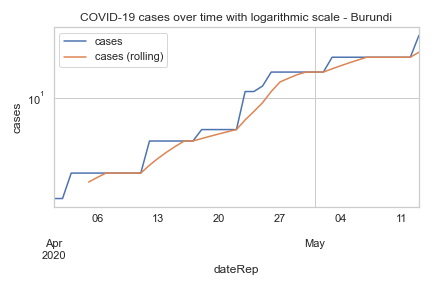 COVID-19 cases over time with logarithmic scale - Burundi
cases
cases (rolling)
cases
10^1
06 13 20 27 04 11
Apr May
2020
dateRep